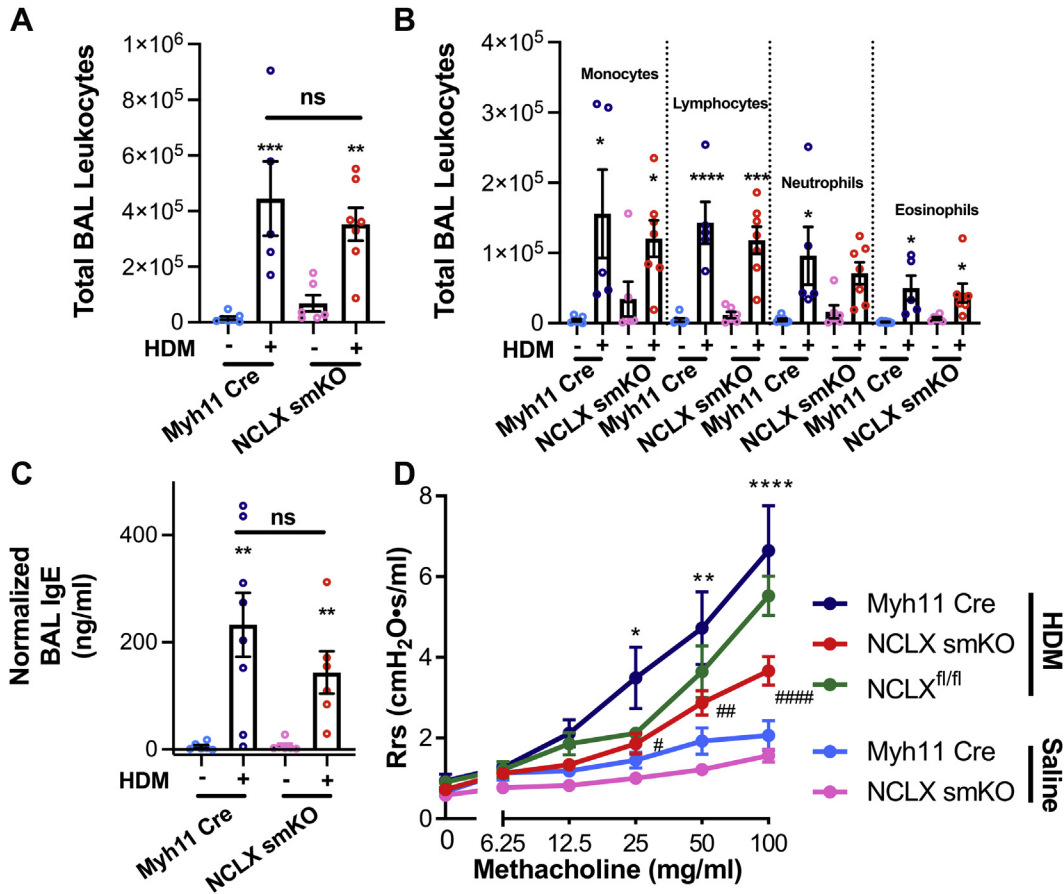 A
Total BAL Leukocytes
1×10⁶
8×10⁵
6×10⁵
4×10⁵
2×10⁵
0
ns
***
**
HDM - + - +
Myh11 Cre
NCLX smKO
B
Total BAL Leukocytes
4×10⁵
3×10⁵
2×10⁵
1×10⁵
0
Monocytes
Lymphocytes
Neutrophils
Eosinophils
*
*
****
***
*
*
*
HDM - + - + - + - + - + - + - + - +
Myh11 Cre
NCLX smKO
Myh11 Cre
NCLX smKO
Myh11 Cre
NCLX smKO
Myh11 Cre
NCLX smKO
C
Normalized
BAL IgE
(ng/ml)
400
200
0
ns
**
**
HDM - + - +
Myh11 Cre
NCLX smKO
D
Rrs (cmH₂O•s/ml)
8
6
4
2
0
*
**
****
#
##
####
0 6.25 12.5 25 50 100
Methacholine (mg/ml)
Myh11 Cre
NCLX smKO
NCLXfl/fl
HDM
Myh11 Cre
NCLX smKO
Saline